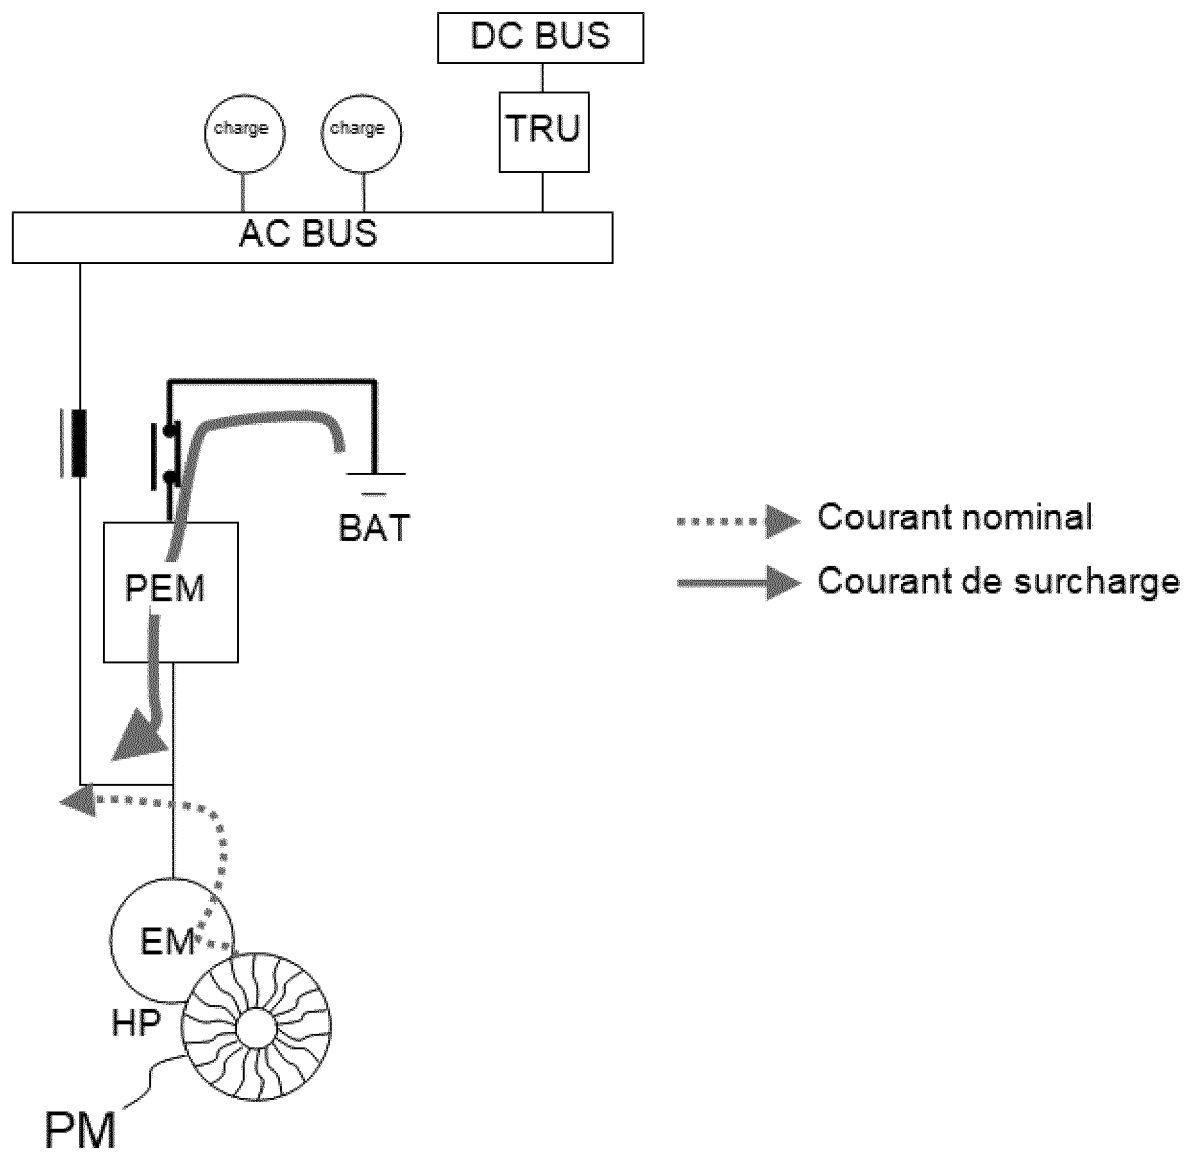 DC BUS
charge
charge
TRU
AC BUS
BAT
PEM
Courant nominal
Courant de surcharge
EM
HP
PM